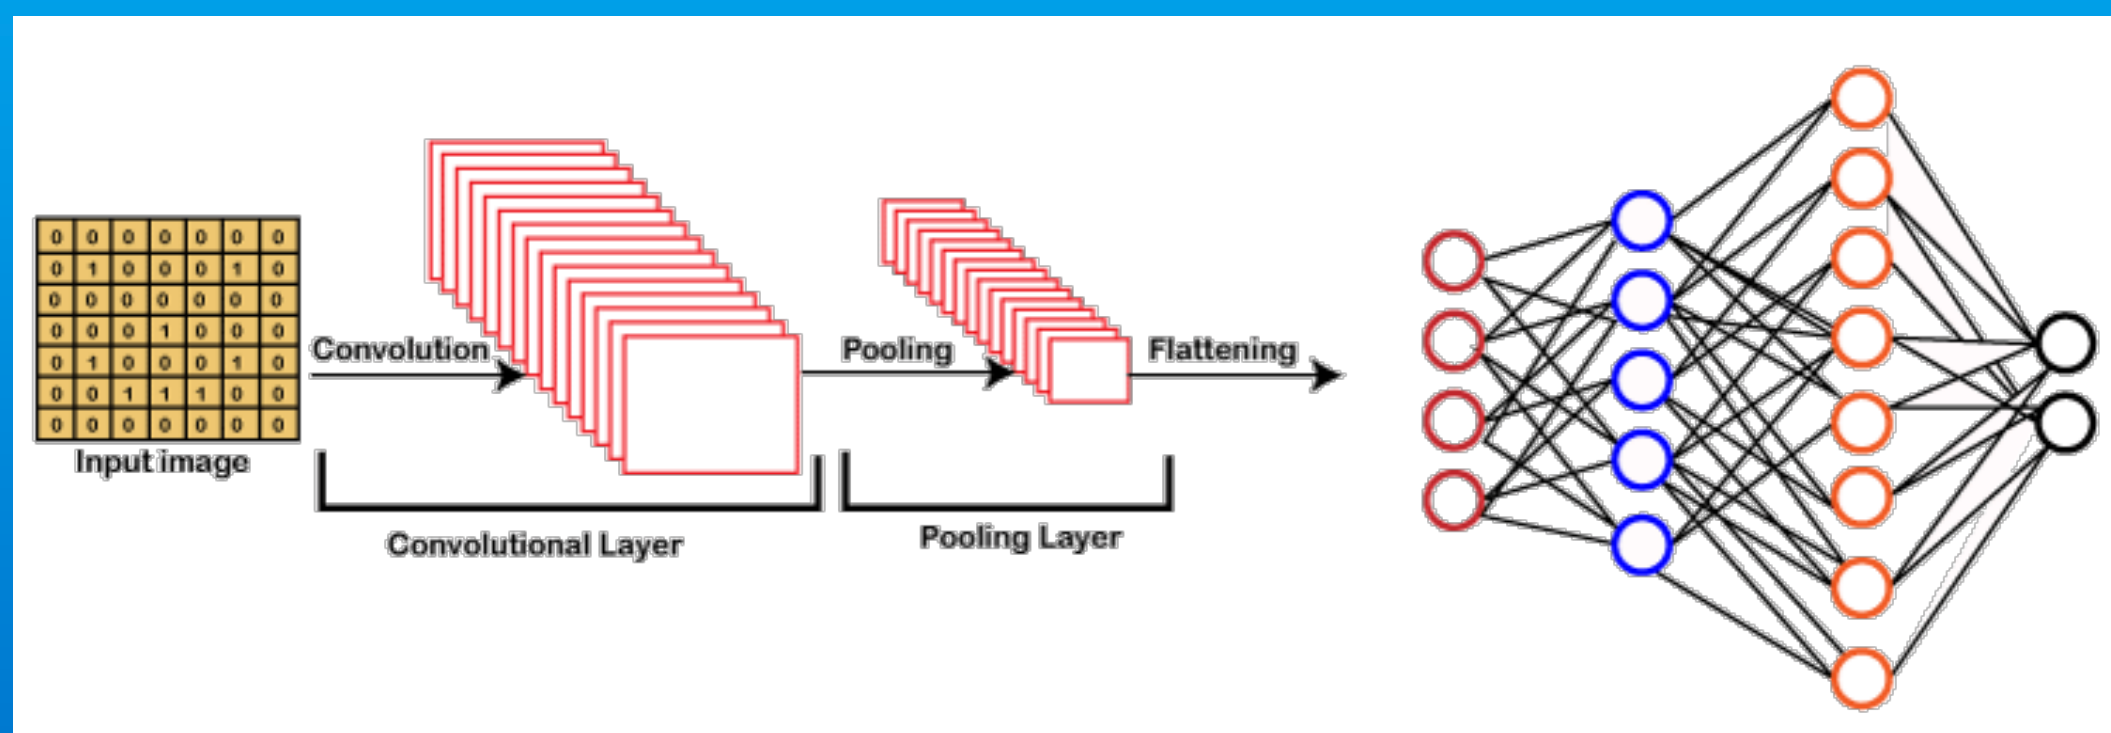 0 0 0 0 0 0 0
0 1 0 0 0 1 0
0 0 0 0 0 0 0
0 0 0 1 0 0 0
0 1 0 0 0 1 0
0 0 1 1 1 0 0
0 0 0 0 0 0 0
Input image
Convolution
Convolutional Layer
Pooling
Pooling Layer
Flattening